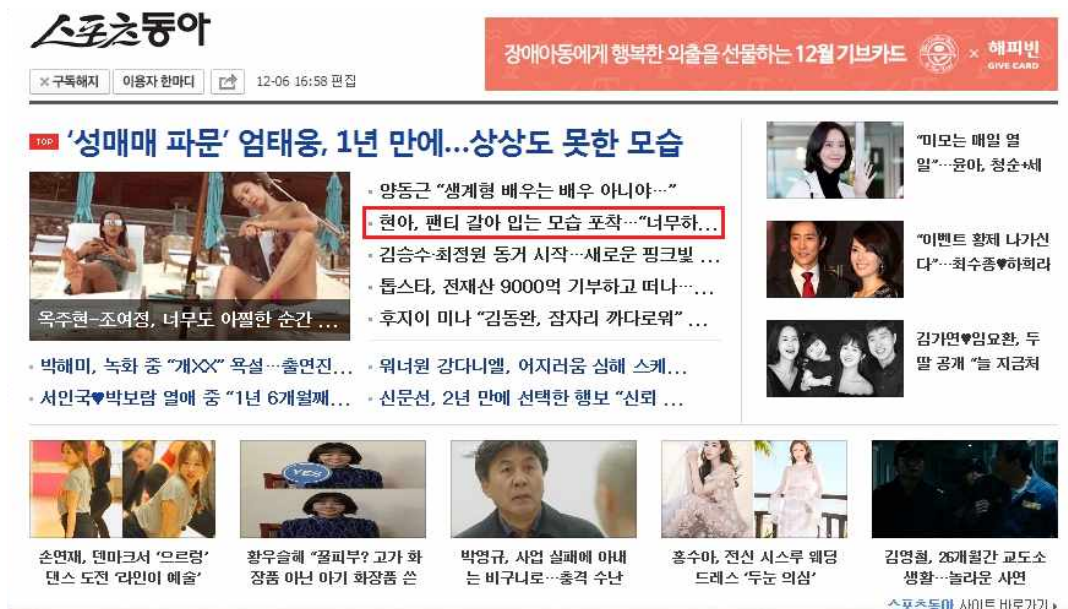 스포츠동아
장애아동에게 행복한 외출을 선물하는 12월 기브카드 × 해피빈
GIVE CARD
×구독해지 이용자 한마디 12-06 16:58 편집
TOP '성매매 파문' 엄태웅, 1년 만에…상상도 못한 모습
양동근 “생계형 배우는 배우 아니야…”
현아, 팬티 갈아 입는 모습 포착…“너무하…
김승수·최정원 동거 시작…새로운 핑크빛 …
톱스타, 전재산 9000억 기부하고 떠나…...
후지이 미나 “김동완, 잠자리 까다로워” …
옥주현-조여정, 너무도 아찔한 순간 …
박해미, 녹화 중 “개XX” 욕설…출연진…
서인국♥박보람 열애 중 “1년 6개월째…
워너원 강다니엘, 어지러움 심해 스케…
신문선, 2년 만에 선택한 행보 “신뢰 …
“미모는 매일 열
일”…윤아, 청순+세
“이벤트 황제 나가신
다”…최수종♥하희라
김가연♥임요환, 두
딸 공개 “늘 지금처
YES
손연재, 덴마크서 ‘으르렁’
댄스 도전 ‘라인이 예술’
황우슬혜 “꿀피부? 고가 화
장품 아닌 아기 화장품 쓴
박영규, 사업 실패에 아내
는 비구니로…충격 수난
홍수아, 전신 시스루 웨딩
드레스 ‘두눈 의심’
김영철, 26개월간 교도소
생활…놀라운 사연
스포츠동아 사이트 바로가기